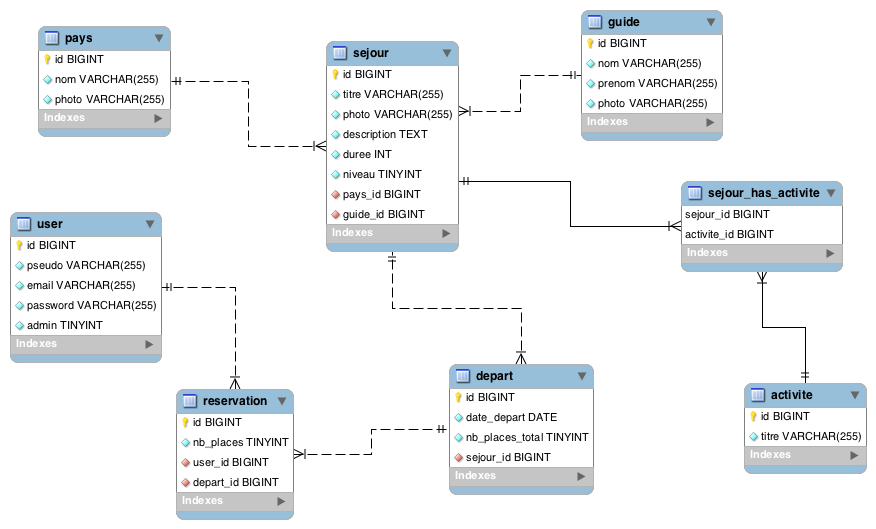 pays
id BIGINT
nom VARCHAR(255)
photo VARCHAR(255)
Indexes
sejour
id BIGINT
titre VARCHAR(255)
photo VARCHAR(255)
description TEXT
duree INT
niveau TINYINT
pays_id BIGINT
guide_id BIGINT
Indexes
guide
id BIGINT
nom VARCHAR(255)
prenom VARCHAR(255)
photo VARCHAR(255)
Indexes
sejour_has_activite
sejour_id BIGINT
activite_id BIGINT
Indexes
user
id BIGINT
pseudo VARCHAR(255)
email VARCHAR(255)
password VARCHAR(255)
admin TINYINT
Indexes
reservation
id BIGINT
nb_places TINYINT
user_id BIGINT
depart_id BIGINT
Indexes
depart
id BIGINT
date_depart DATE
nb_places_total TINYINT
sejour_id BIGINT
Indexes
activite
id BIGINT
titre VARCHAR(255)
Indexes